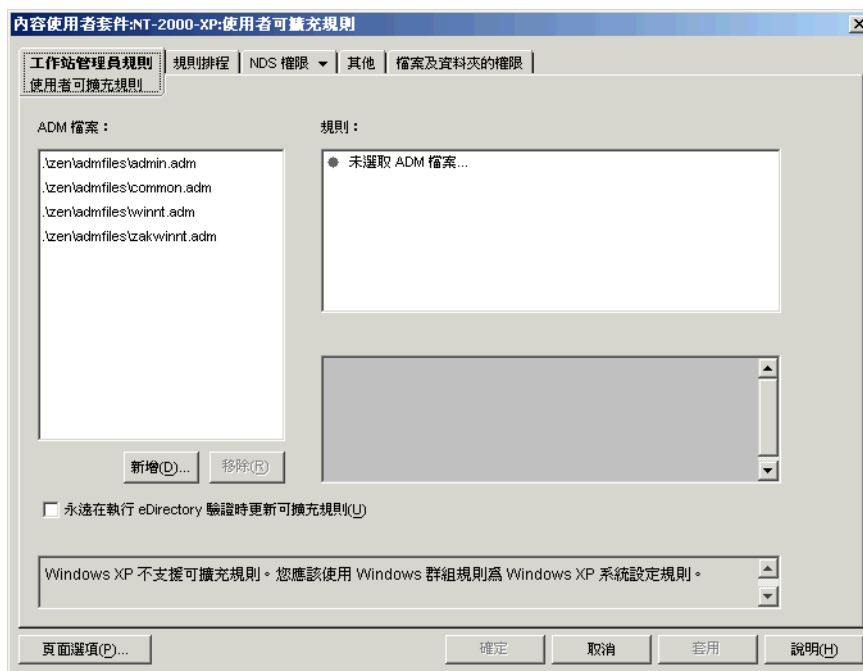 內容使用者套件:NT-2000-XP:使用者可擴充規則
工作站管理員規則 規則排程 NDS 權限 其他 檔案及資料夾的權限
使用者可擴充規則
ADM 檔案：
.\zen\admfiles\admin.adm
.\zen\admfiles\common.adm
.\zen\admfiles\winnt.adm
.\zen\admfiles\zakwinnt.adm
規則：
未選取 ADM 檔案...
新增(D)... 移除(R)
永遠在執行 eDirectory 驗證時更新可擴充規則(U)
Windows XP 不支援可擴充規則。您應該使用 Windows 群組規則為 Windows XP 系統設定規則。
頁面選項(P)... 確定 取消 套用 說明(H)